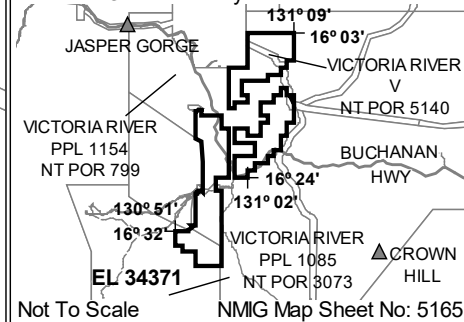 131° 09'
16° 03'
JASPER GORGE
VICTORIA RIVER
V
NT POR 5140
VICTORIA RIVER
PPL 1154
NT POR 799
BUCHANAN
HWY
16° 24'
131° 02'
130° 51'
16° 32'
VICTORIA RIVER
PPL 1085
NT POR 3073
CROWN
HILL
EL 34371
Not To Scale
NMIG Map Sheet No: 5165